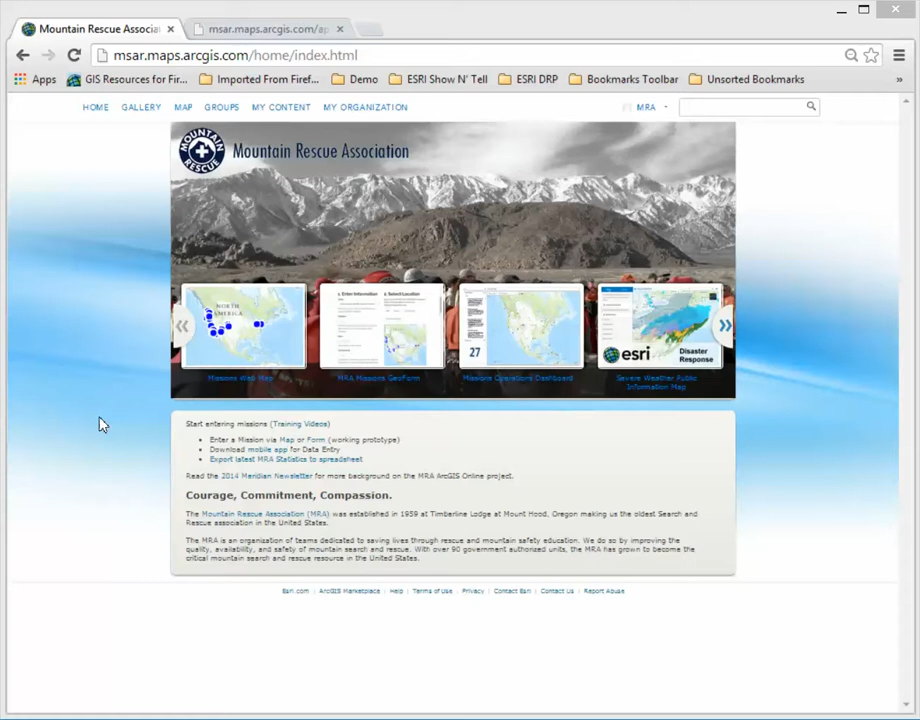 Mountain Rescue Associa
msar.maps.arcgis.com/ap
msar.maps.arcgis.com/home/index.html
Apps GIS Resources for Fir... Imported From Firef... Demo ESRI Show N' Tell ESRI DRP Bookmarks Toolbar Unsorted Bookmarks »
HOME GALLERY MAP GROUPS MY CONTENT MY ORGANIZATION MRA
MOUNTAIN RESCUE
Mountain Rescue Association
NORTH AMERICA
1. Enter Information 2. Select Location
27
esri Disaster Response
Missions Web Map MRA Missions GeoForm Missions Operations Dashboard Severe Weather Public
Information Map
Start entering missions (Training Videos)
• Enter a Mission via Map or Form (working prototype)
• Download mobile app for Data Entry
• Export latest MRA Statistics to spreadsheet
Read the 2014 Meridian Newsletter for more background on the MRA ArcGIS Online project.
Courage, Commitment, Compassion.
The Mountain Rescue Association (MRA) was established in 1959 at Timberline Lodge at Mount Hood, Oregon making us the oldest Search and
Rescue association in the United States.
The MRA is an organization of teams dedicated to saving lives through rescue and mountain safety education. We do so by improving the
quality, availability, and safety of mountain search and rescue. With over 90 government authorized units, the MRA has grown to become the
critical mountain search and rescue resource in the United States.
Esri.com | ArcGIS Marketplace | Help | Terms of Use | Privacy | Contact Esri | Contact Us | Report Abuse